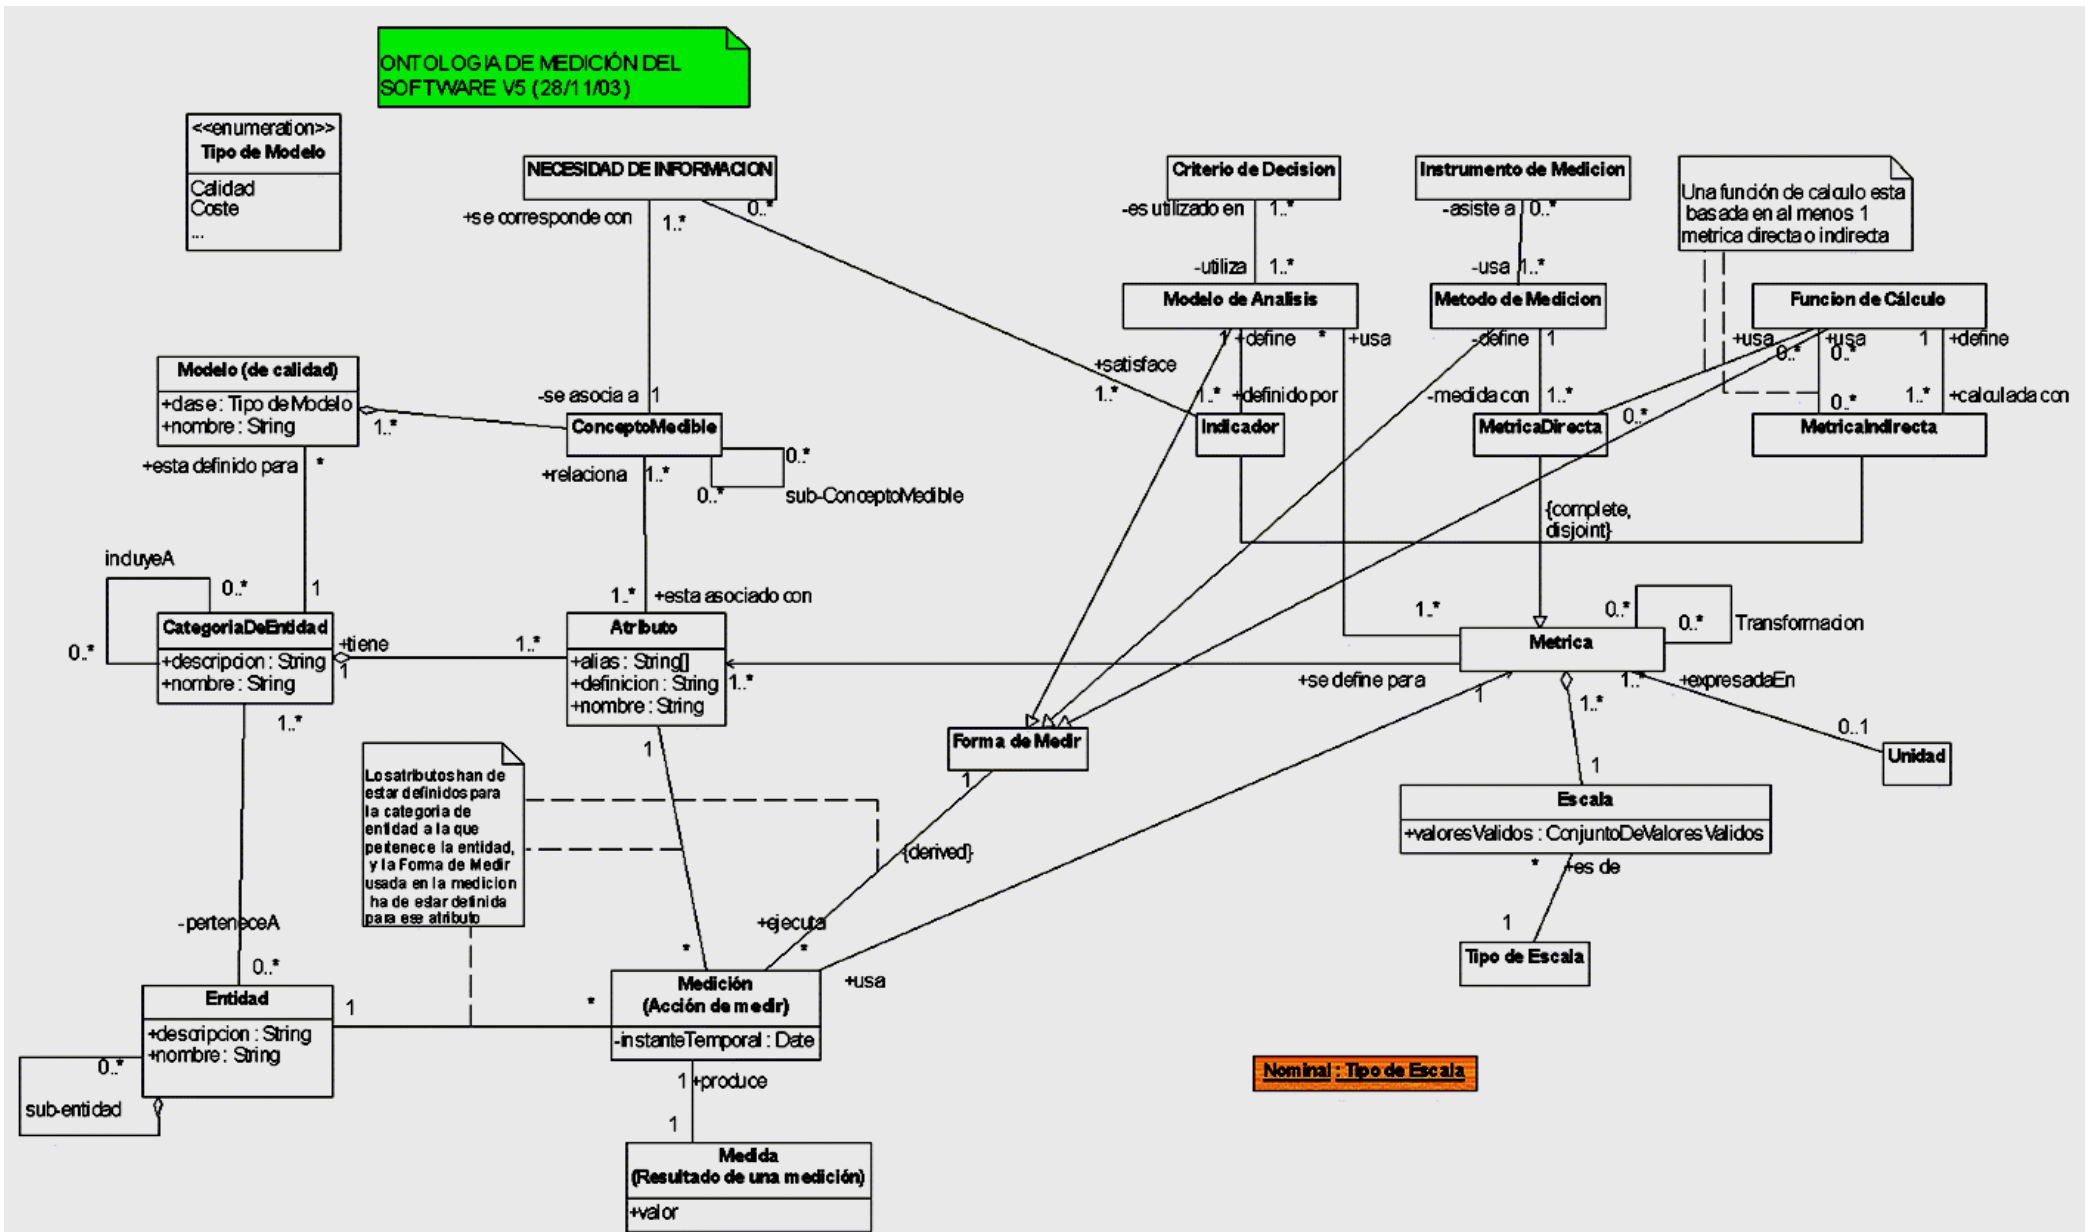 ONTOLOGIA DE MEDICIÓN DEL
SOFTWARE V5 (28/11/03)
<<enumeration>>
Tipo de Modelo
Calidad
Coste
...
NECESIDAD DE INFORMACION
+se corresponde con
1..*
0..*
Criterio de Decision
-es utilizado en
1..*
-utiliza
1..*
Instrumento de Medicion
-asiste a
0..*
-usa
1..*
Una función de calculo esta
basada en al menos 1
metrica directa o indirecta
Modelo de Analisis
Metodo de Medicion
Funcion de Cálculo
1
+define
*
+usa
-define
1
+usa
0..*
+usa
0..*
1
+define
+satisface
1..*
1..*
+definido por
-medida con
1..*
0..*
0..*
1..*
+calculada con
Modelo (de calidad)
+clase : Tipo de Modelo
+nombre : String
1..*
-se asocia a
1
ConceptoMedible
Indicador
MetricaDirecta
MetricaIndirecta
+esta definido para
*
+relaciona
1..*
0..*
0..*
sub-ConceptoMedible
{complete,
disjoint}
incluyeA
0..*
1
0..*
1..*
+esta asociado con
1..*
0..*
0..*
Transformacion
CategoriaDeEntidad
+descripcion : String
+nombre : String
+tiene
1
1..*
Atributo
+alias : String[]
+definicion : String
+nombre : String
1..*
Metrica
+se define para
1
1..*
+expresadaEn
1..*
0..1
Unidad
1..*
1
Forma de Medir
1
1
Los atributos han de
estar definidos para
la categoria de
entidad a la que
pertenece la entidad,
y la Forma de Medir
usada en la medicion
ha de estar definida
para ese atributo
Escala
+valoresValidos : ConjuntoDeValoresValidos
{derived}
*
+es de
1
Tipo de Escala
-perteneceA
0..*
+ejecuta
*
*
+usa
Entidad
+descripcion : String
+nombre : String
1
*
Medición
(Acción de medir)
-instanteTemporal : Date
0..*
sub-entidad
1
+produce
1
Nominal : Tipo de Escala
Medida
(Resultado de una medición)
+valor